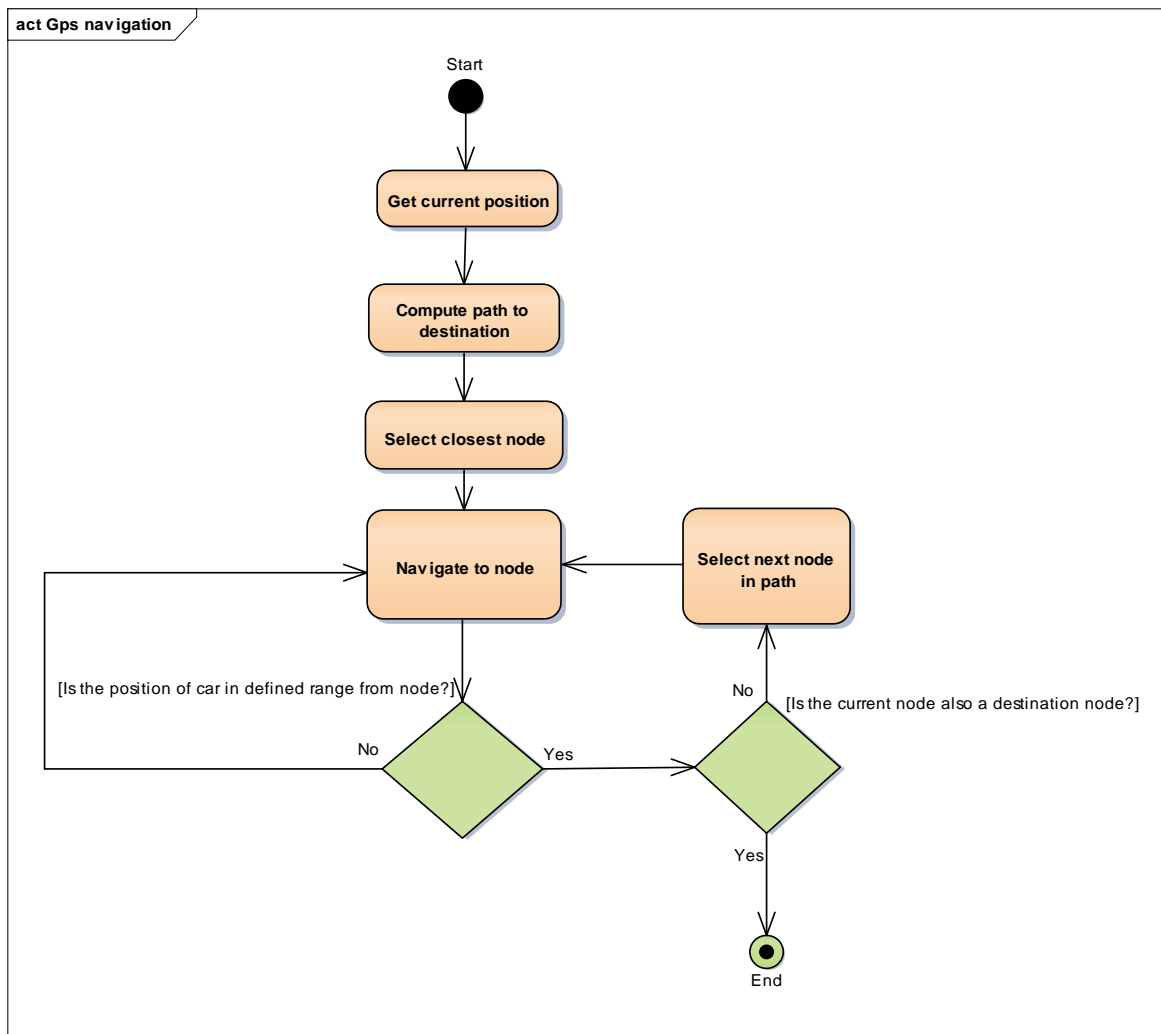 act Gps navigation
Start
Get current position
Compute path to
destination
Select closest node
Navigate to node
Select next node
in path
[Is the position of car in defined range from node?]
No
[Is the current node also a destination node?]
No
Yes
Yes
End